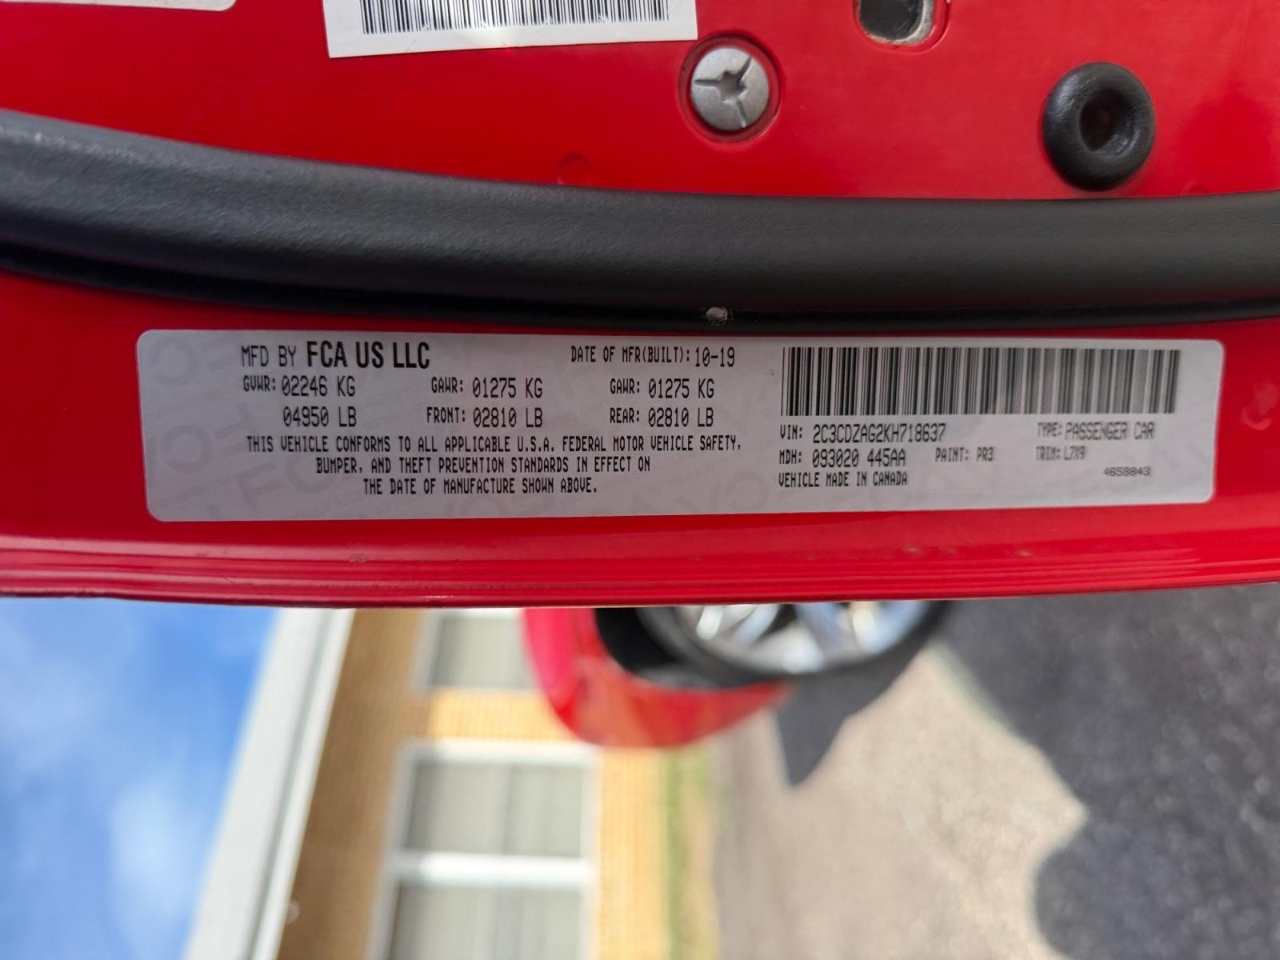 MFD BY FCA US LLC DATE OF MFR(BUILT): 10-19
GVWR: 02246 KG GAWR: 01275 KG GAWR: 01275 KG
04950 LB FRONT: 02810 LB REAR: 02810 LB
THIS VEHICLE CONFORMS TO ALL APPLICABLE U.S.A. FEDERAL MOTOR VEHICLE SAFETY,
BUMPER, AND THEFT PREVENTION STANDARDS IN EFFECT ON
THE DATE OF MANUFACTURE SHOWN ABOVE.
VIN: 2C3CDZAG2KH718637 TYPE: PASSENGER CAR
MDH: 093020 445AA PAINT: PR3 TRIM: L7X9
VEHICLE MADE IN CANADA 4658843